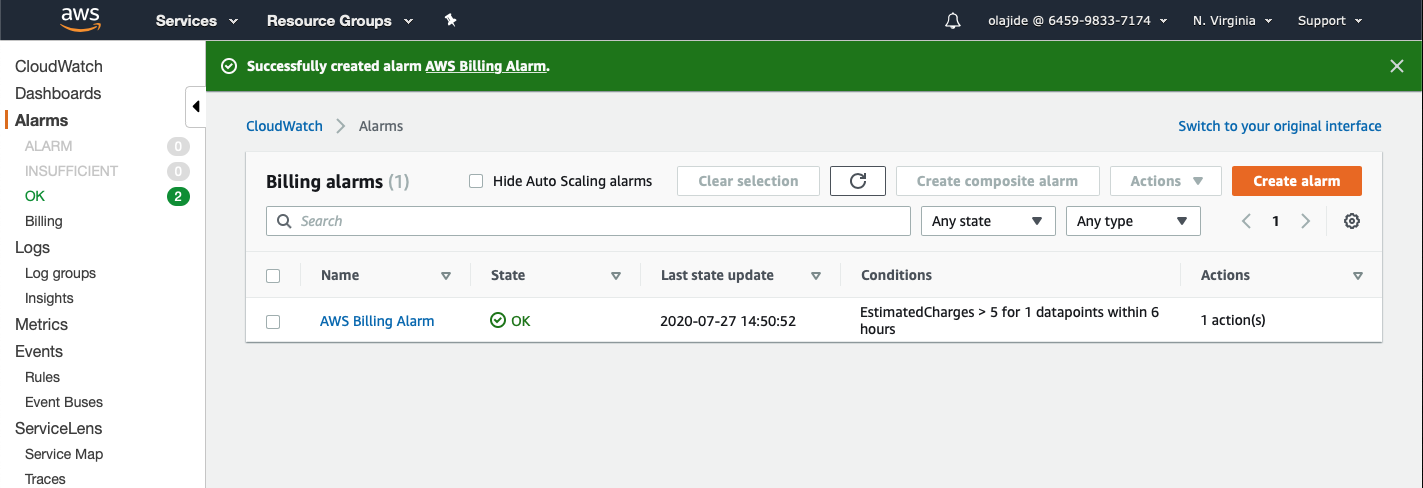 aws Services Resource Groups olajide @ 6459-9833-7174 N. Virginia Support
CloudWatch
Dashboards
Alarms
ALARM 0
INSUFFICIENT 0
OK 2
Billing
Logs
Log groups
Insights
Metrics
Events
Rules
Event Buses
ServiceLens
Service Map
Traces
Successfully created alarm AWS Billing Alarm.
CloudWatch Alarms Switch to your original interface
Billing alarms (1) Hide Auto Scaling alarms Clear selection Create composite alarm Actions Create alarm
Search Any state Any type 1
Name State Last state update Conditions Actions
AWS Billing Alarm OK 2020-07-27 14:50:52 EstimatedCharges > 5 for 1 datapoints within 6 1 action(s)
hours